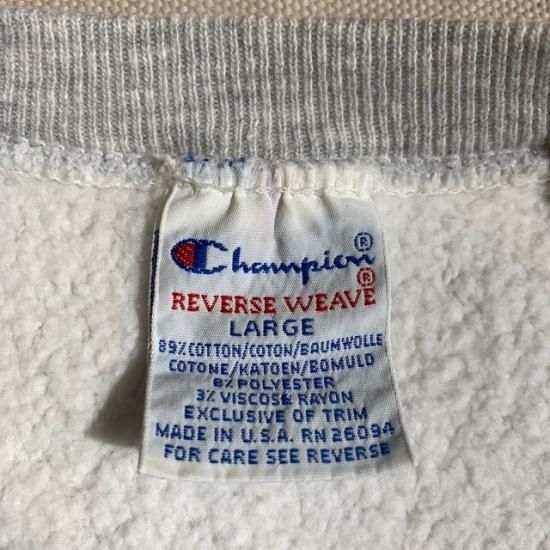 Champion®
REVERSE WEAVE®
LARGE
89% COTTON/COTON/BAUMWOLLE
COTONE/KATOEN/BOMULD
8% POLYESTER
3% VISCOSE RAYON
EXCLUSIVE OF TRIM
MADE IN U.S.A. RN 26094
FOR CARE SEE REVERSE